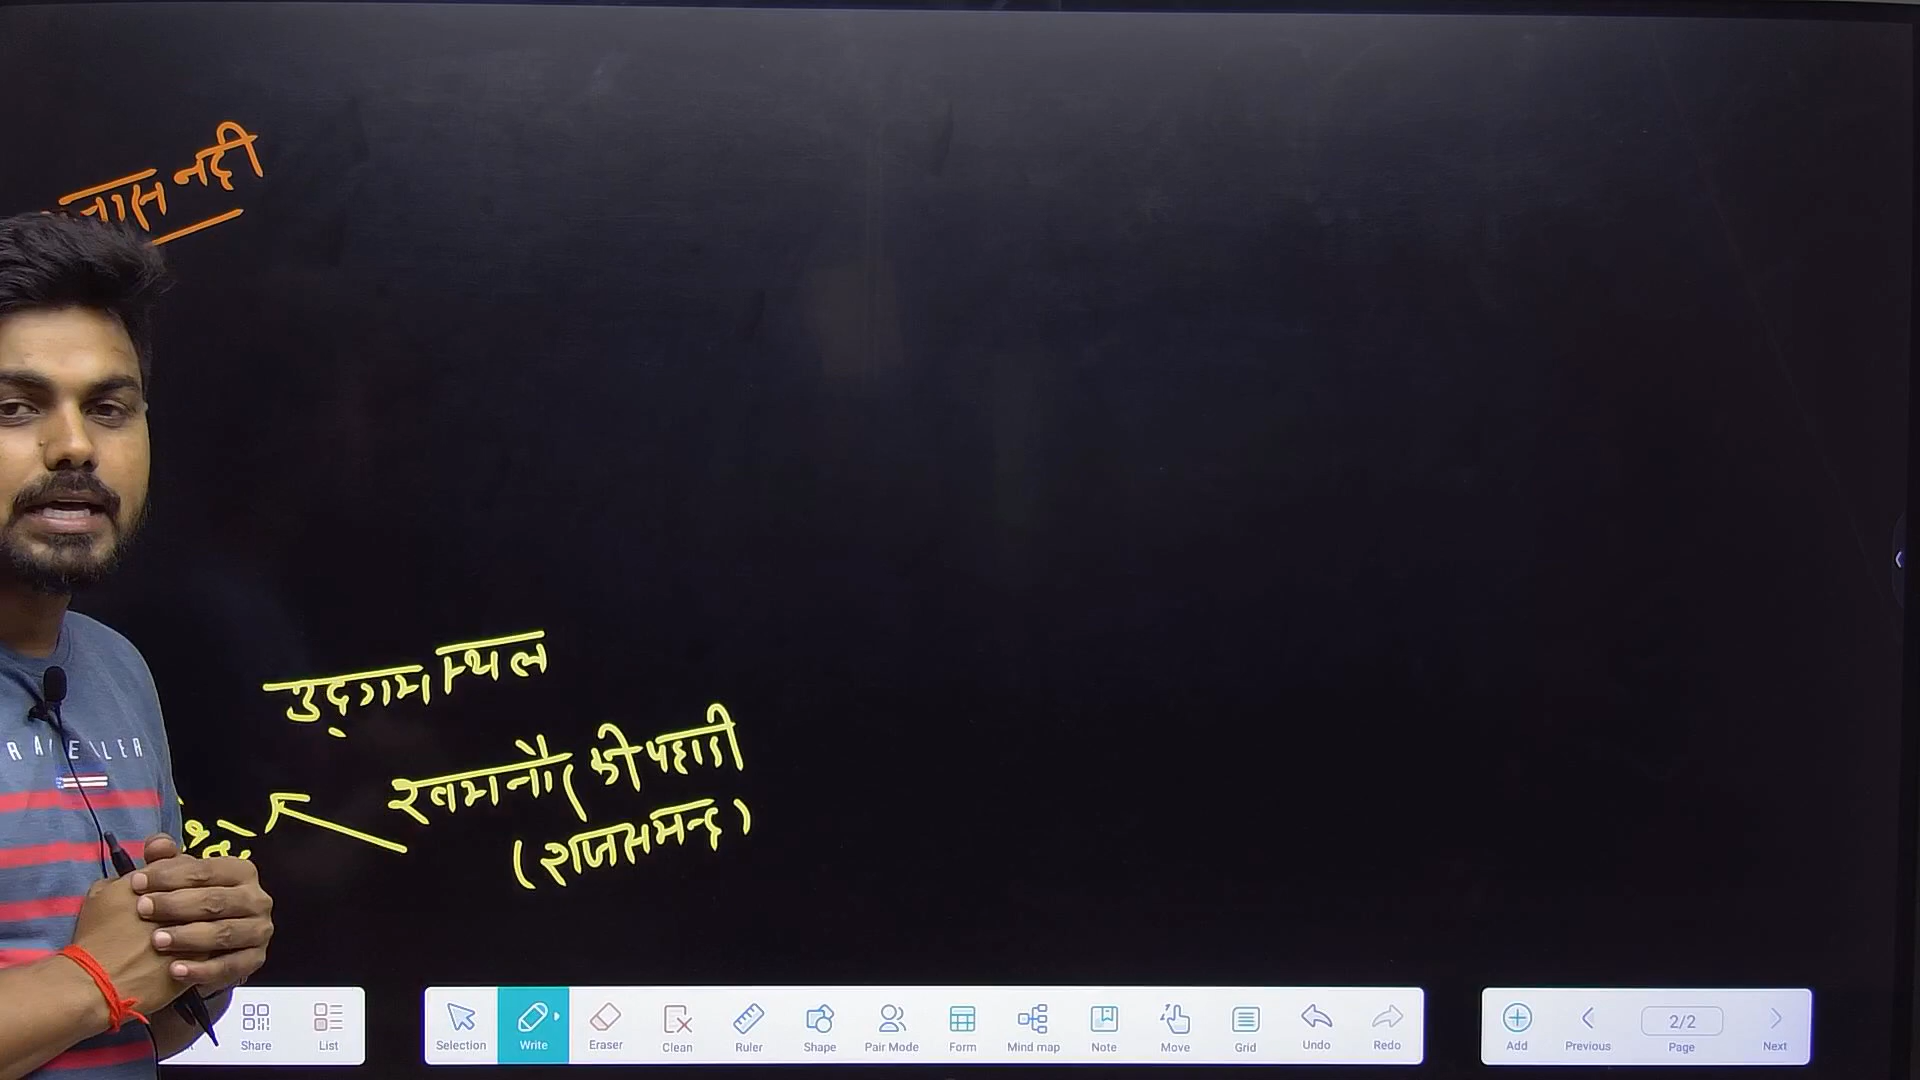 नास नदी
उद्गम स्थल
खमनौर की पहाडी
(राजसमन्द)
Share
List
Selection
Write
Eraser
Clean
Ruler
Shape
Pair Mode
Form
Mind map
Note
Move
Grid
Undo
Redo
Add
Previous
2/2
Page
Next